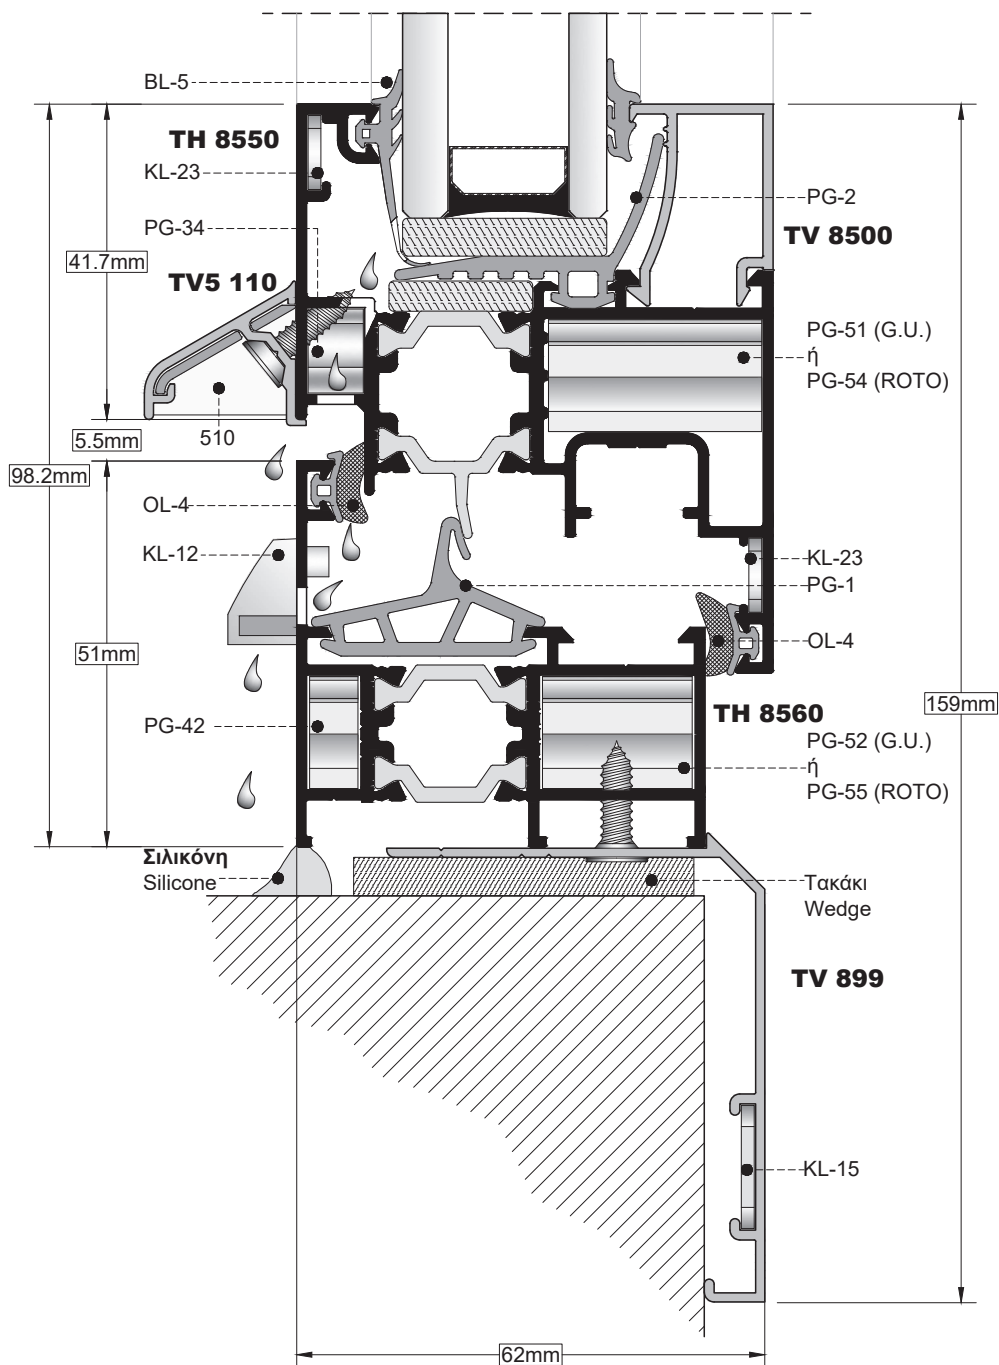 BL-5
TH 8550
KL-23
PG-34
41.7mm
TV5 110
5.5mm
510
98.2mm
OL-4
KL-12
51mm
PG-42
Σιλικόνη
Silicone
PG-2
TV 8500
PG-51 (G.U.)
ή
PG-54 (ROTO)
KL-23
PG-1
OL-4
159mm
TH 8560
PG-52 (G.U.)
ή
PG-55 (ROTO)
Τακάκι
Wedge
TV 899
KL-15
62mm